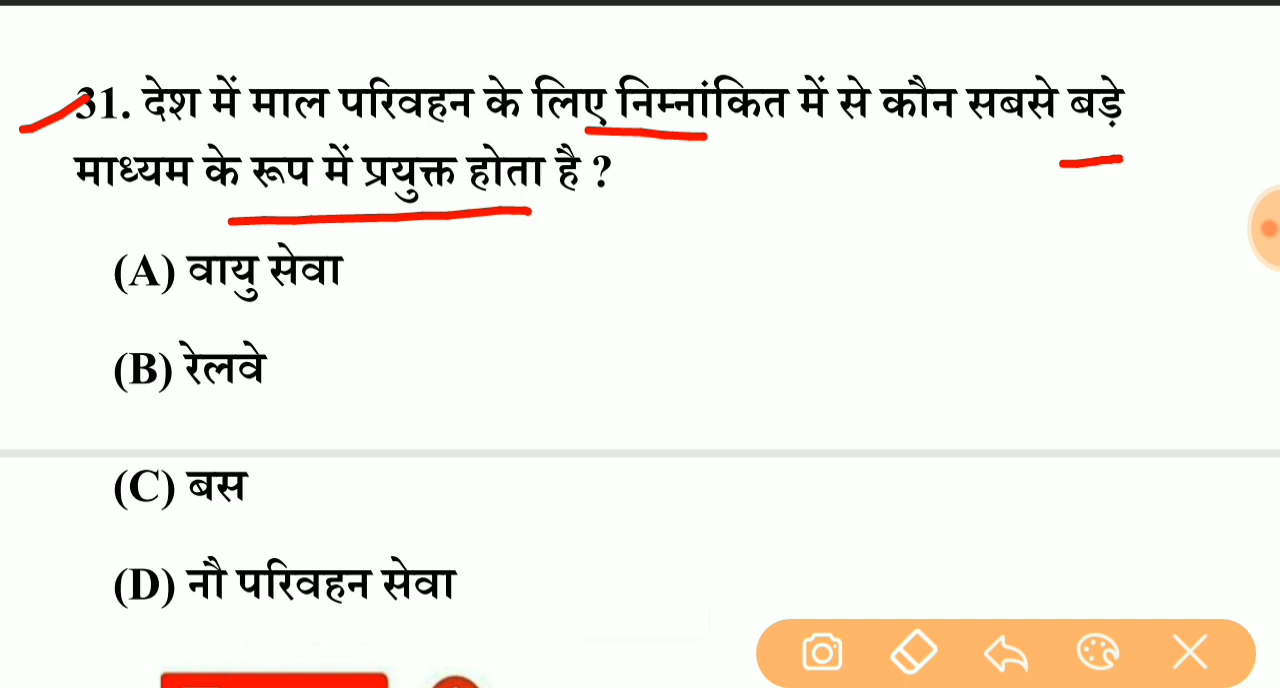 31. देश में माल परिवहन के लिए निम्नांकित में से कौन सबसे बड़े
माध्यम के रूप में प्रयुक्त होता है ?
(A) वायु सेवा
(B) रेलवे
(C) बस
(D) नौ परिवहन सेवा